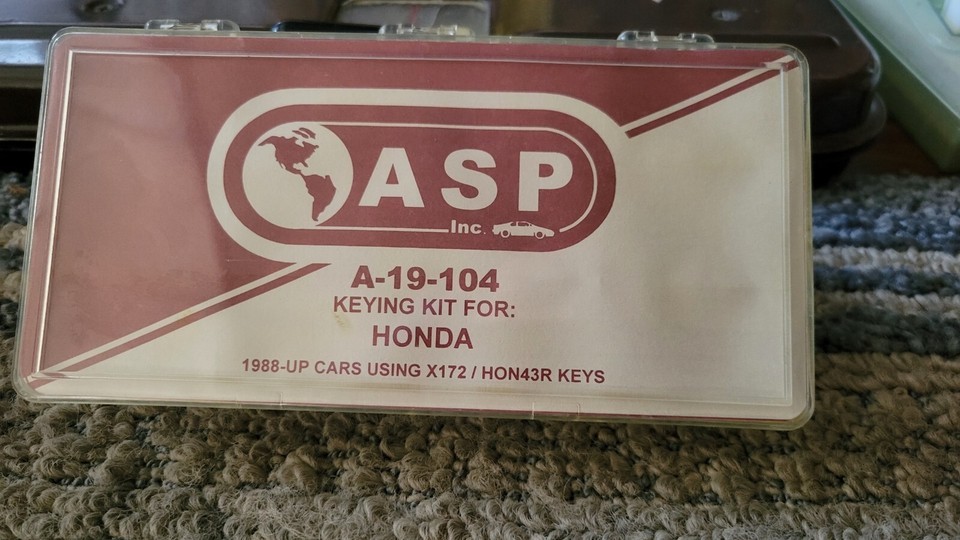 ASP
Inc.
A-19-104
KEYING KIT FOR:
HONDA
1988-UP CARS USING X172 / HON43R KEYS